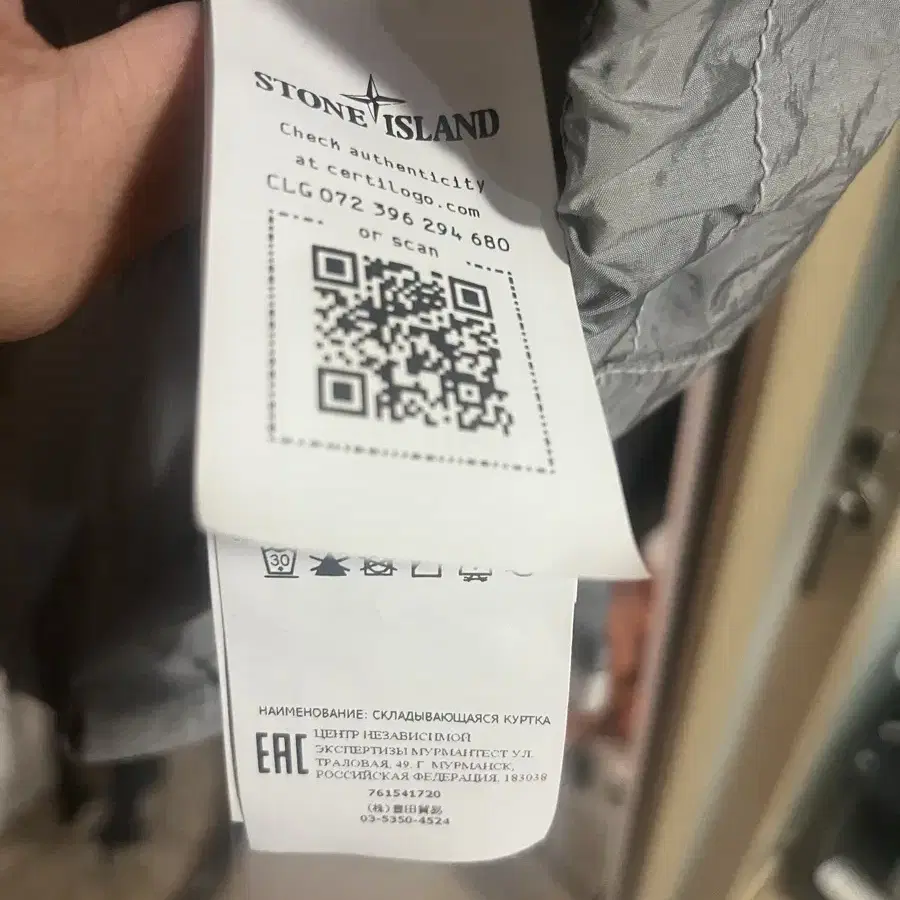 STONE ISLAND
Check authenticity
at certilogo.com
CLG 072 396 294 680
or scan
30
НАИМЕНОВАНИЕ: СКЛАДЫВАЮЩАЯСЯ КУРТКА
EAC
ЦЕНТР НЕЗАВИСИМОЙ
ЭКСПЕРТИЗЫ МУРМАНТЕСТ УЛ.
ТРАЛОВАЯ, 49, Г. МУРМАНСК,
РОССИЙСКАЯ ФЕДЕРАЦИЯ, 183038
761541720
(株)豊田貿易
03-5350-4524